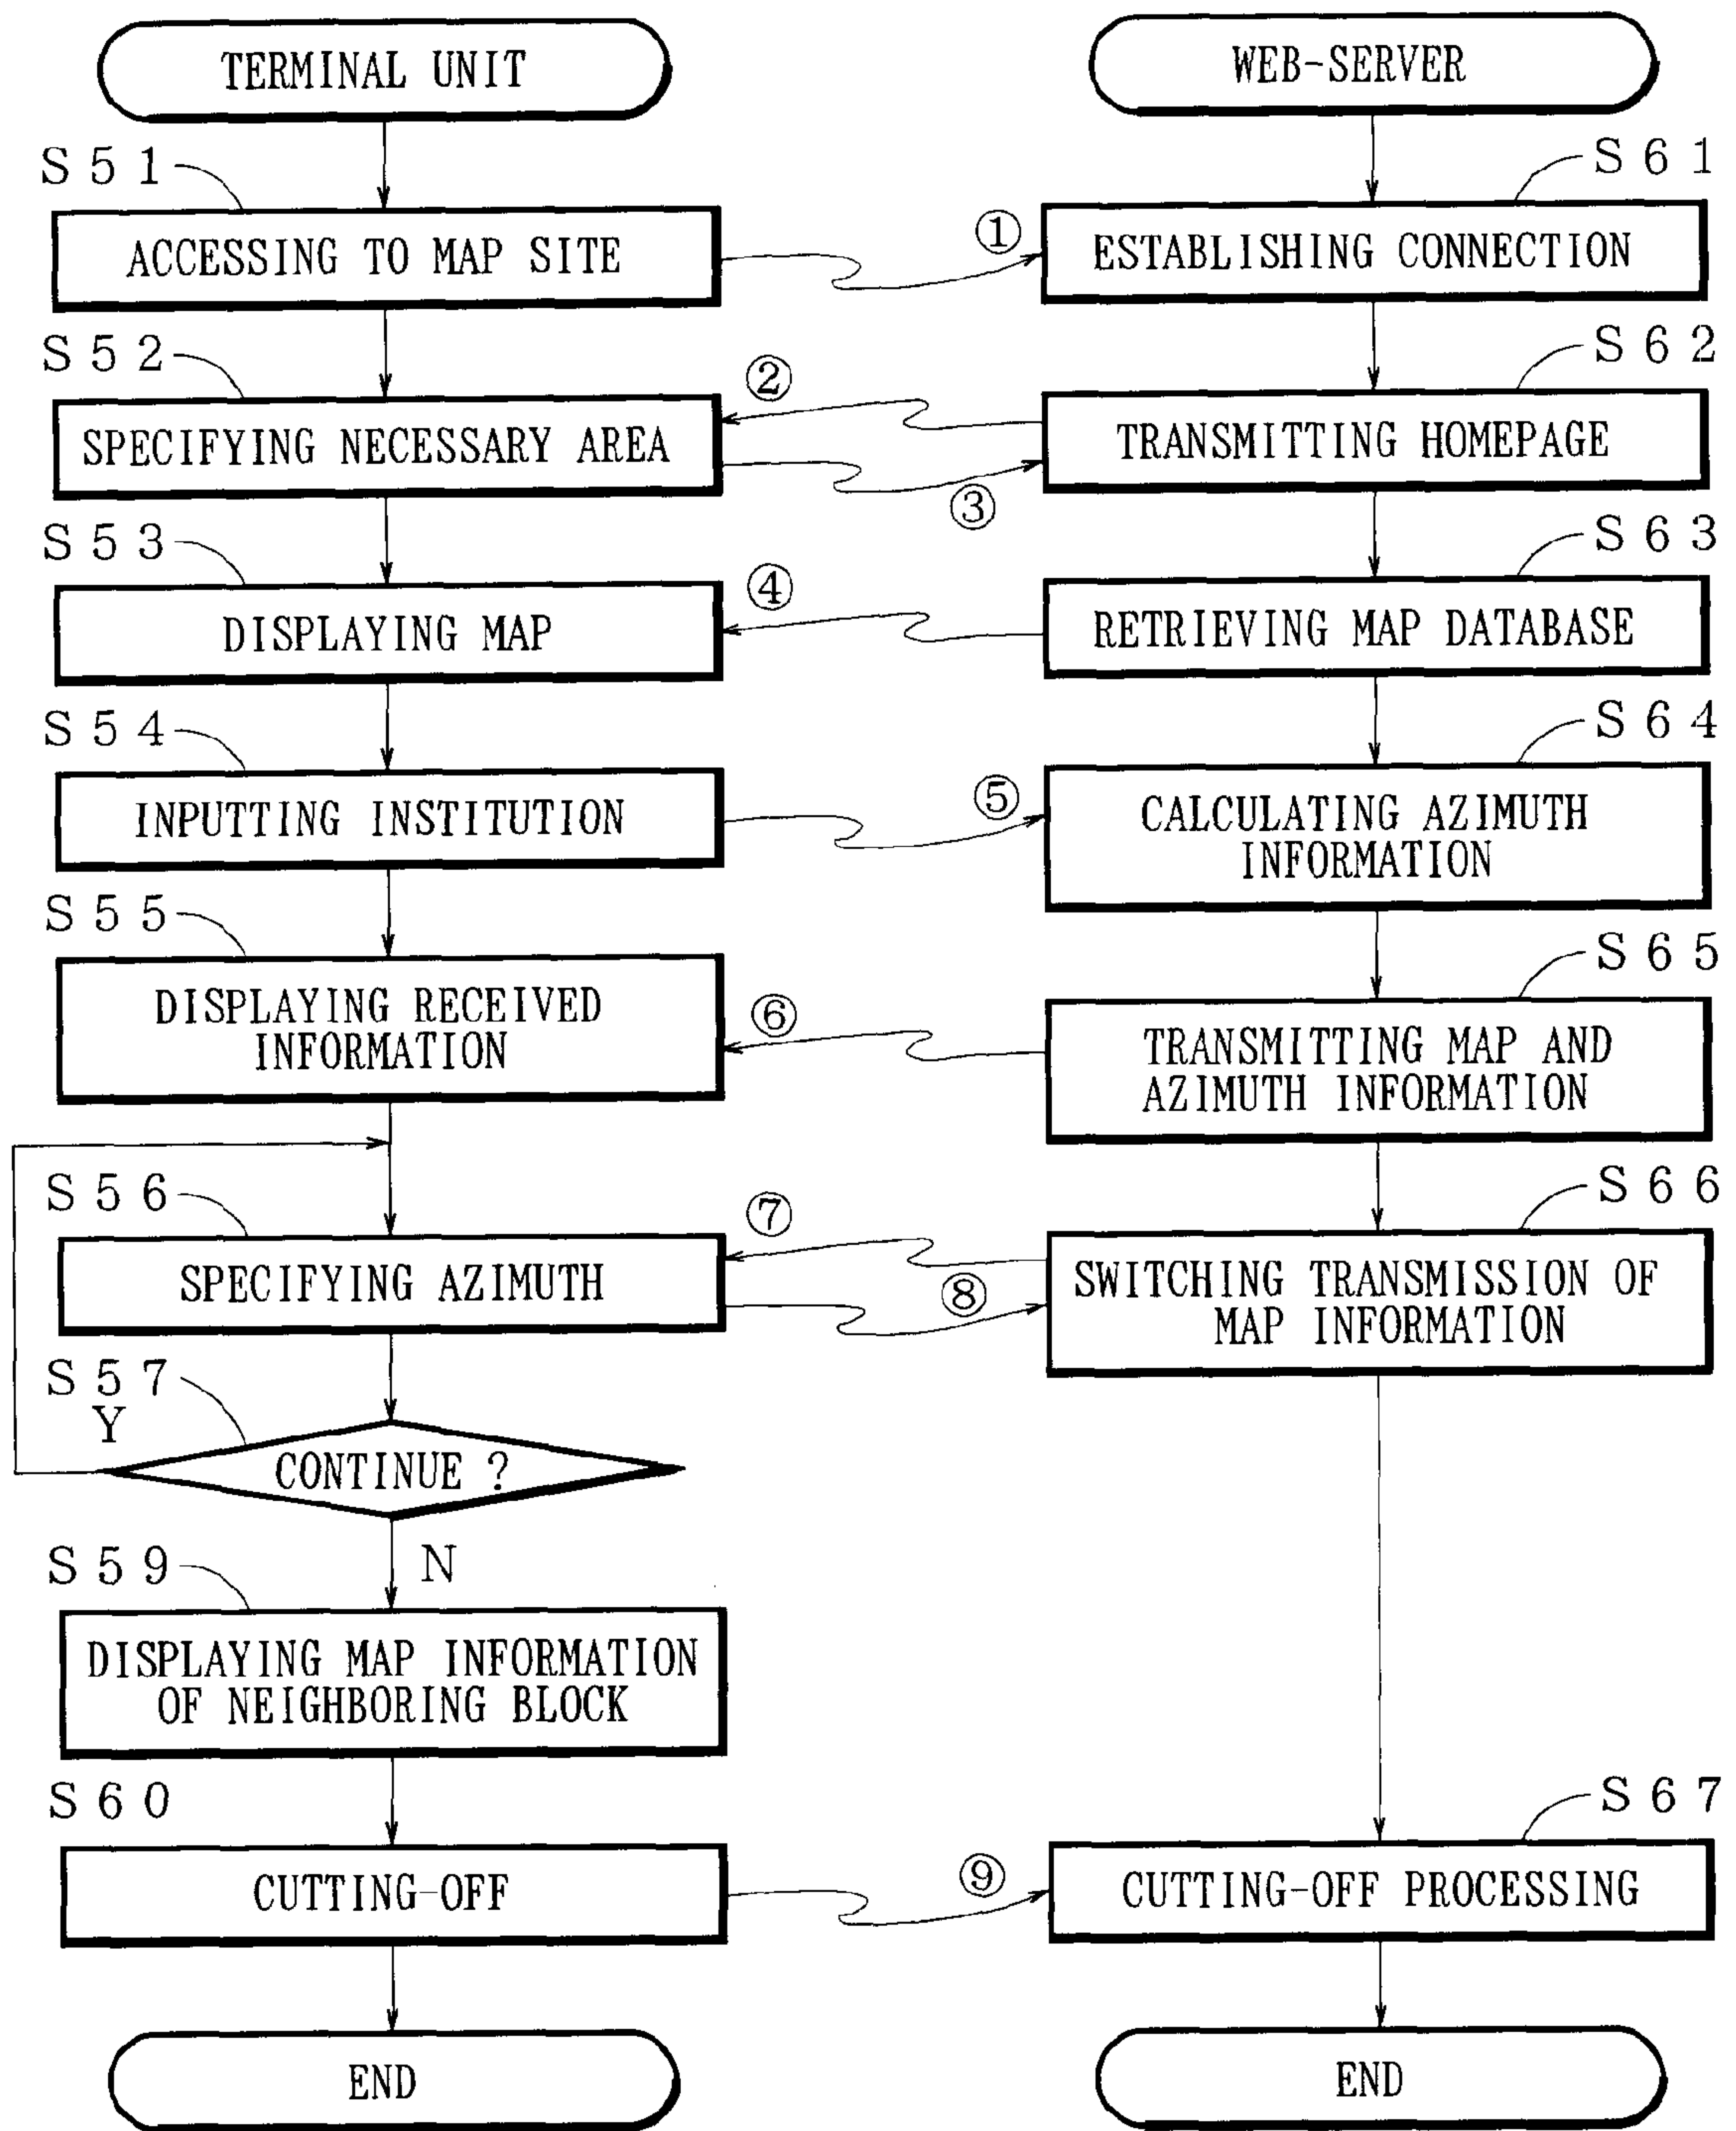 TERMINAL UNIT
S51
ACCESSING TO MAP SITE
S52
SPECIFYING NECESSARY AREA
S53
DISPLAYING MAP
S54
INPUTTING INSTITUTION
S55
DISPLAYING RECEIVED
INFORMATION
S56
SPECIFYING AZIMUTH
S57
Y
CONTINUE ?
N
S59
DISPLAYING MAP INFORMATION
OF NEIGHBORING BLOCK
S60
CUTTING-OFF
END
①
②
③
④
⑤
⑥
⑦
⑧
⑨
WEB-SERVER
S61
ESTABLISHING CONNECTION
S62
TRANSMITTING HOMEPAGE
S63
RETRIEVING MAP DATABASE
S64
CALCULATING AZIMUTH
INFORMATION
S65
TRANSMITTING MAP AND
AZIMUTH INFORMATION
S66
SWITCHING TRANSMISSION OF
MAP INFORMATION
S67
CUTTING-OFF PROCESSING
END